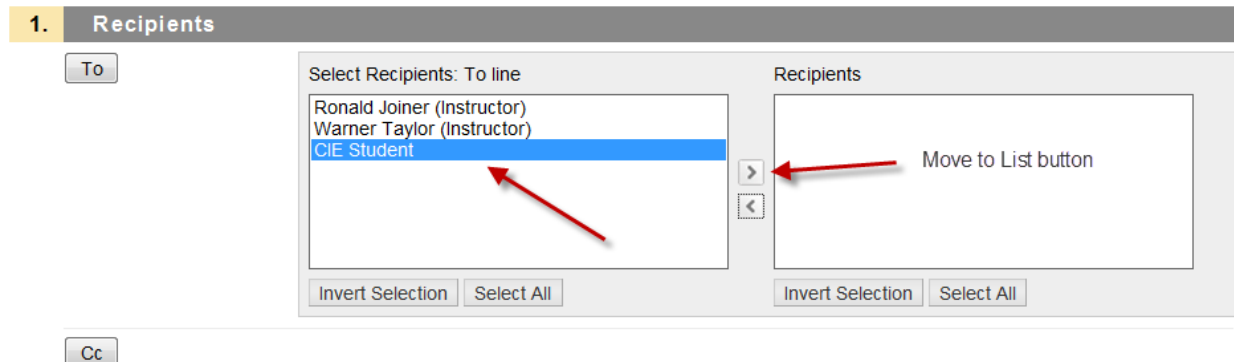 1. Recipients
To
Select Recipients: To line
Recipients
Ronald Joiner (Instructor)
Warner Taylor (Instructor)
CIE Student
>
Move to List button
<
Invert Selection
Select All
Invert Selection
Select All
Cc